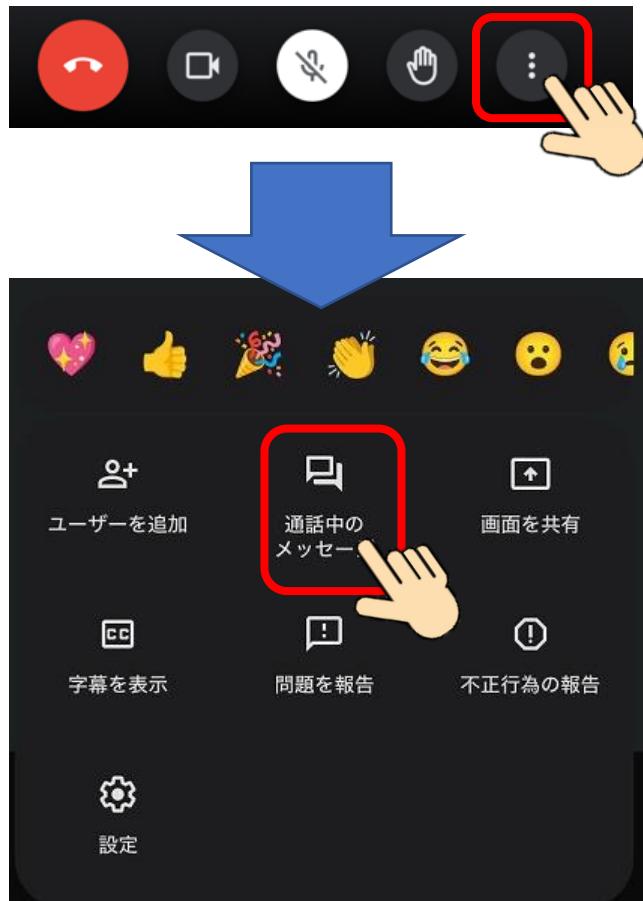 ユーザーを追加
通話中の
メッセー
画面を共有
CC
字幕を表示
問題を報告
不正行為の報告
設定